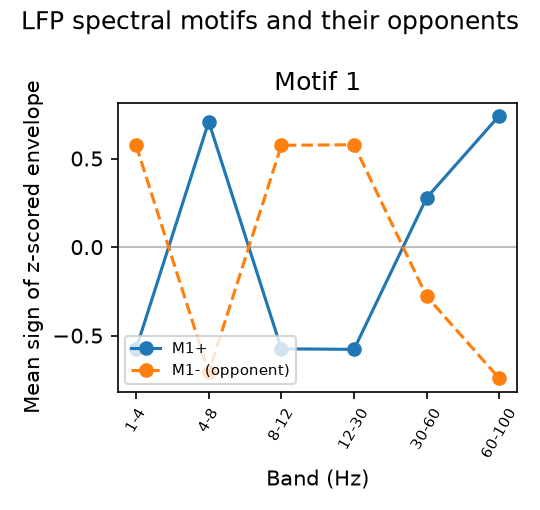 LFP spectral motifs and their opponents
Motif 1
Mean sign of z-scored envelope
0.5
0.0
−0.5
M1+
M1- (opponent)
1-4
4-8
8-12
12-30
30-60
60-100
Band (Hz)